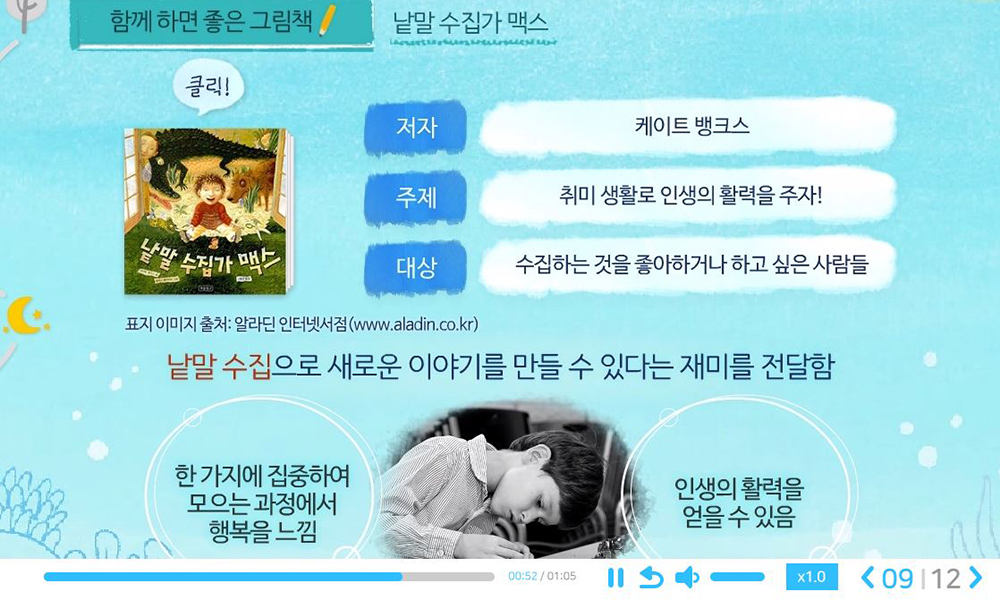 함께 하면 좋은 그림책
낱말 수집가 맥스
클릭!
저자
케이트 뱅크스
주제
취미 생활로 인생의 활력을 주자!
대상
수집하는 것을 좋아하거나 하고 싶은 사람들
낱말 수집가 맥스
표지 이미지 출처: 알라딘 인터넷서점(www.aladin.co.kr)
낱말 수집으로 새로운 이야기를 만들 수 있다는 재미를 전달함
한 가지에 집중하여
모으는 과정에서
행복을 느낌
인생의 활력을
얻을 수 있음
00:52 / 01:05
x1.0
09 | 12